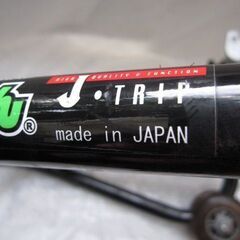 HIGH QUALITY & FUNCTION
J·TRIP
®
made in JAPAN